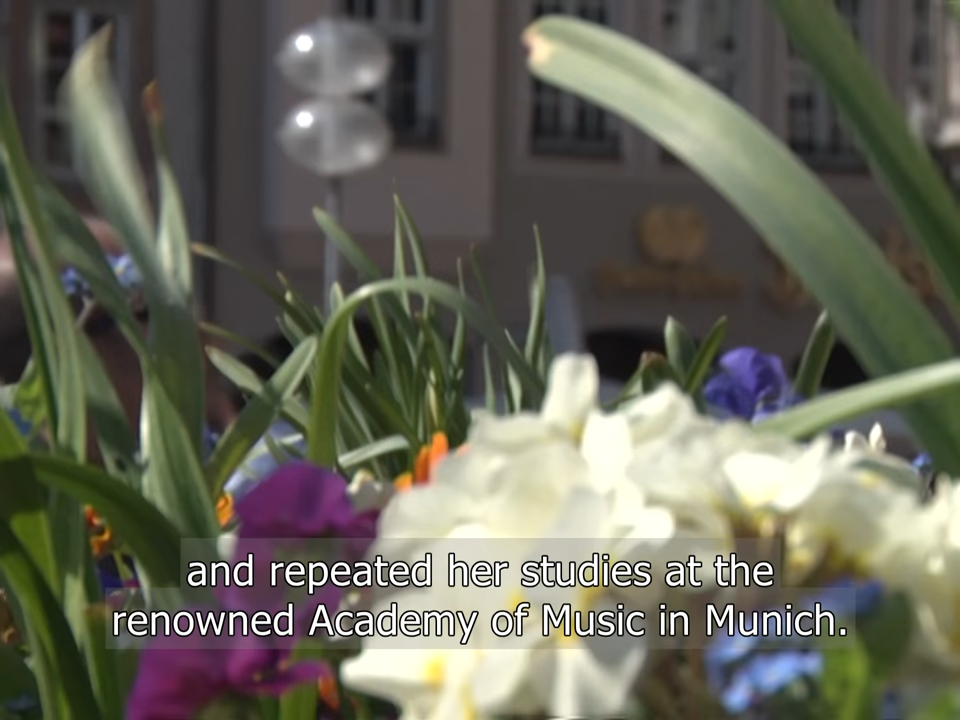 and repeated her studies at the
renowned Academy of Music in Munich.